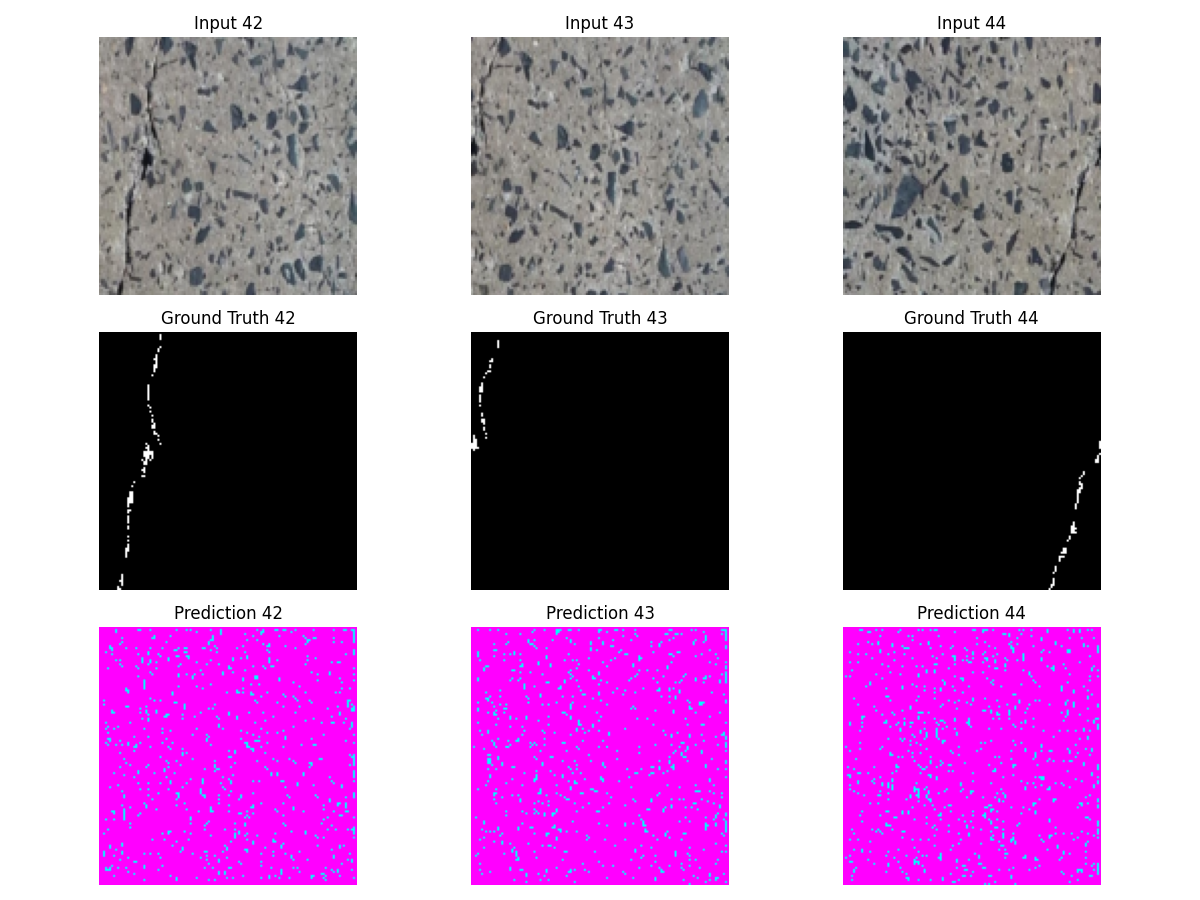 Input 42
Input 43
Input 44
Ground Truth 42
Ground Truth 43
Ground Truth 44
Prediction 42
Prediction 43
Prediction 44